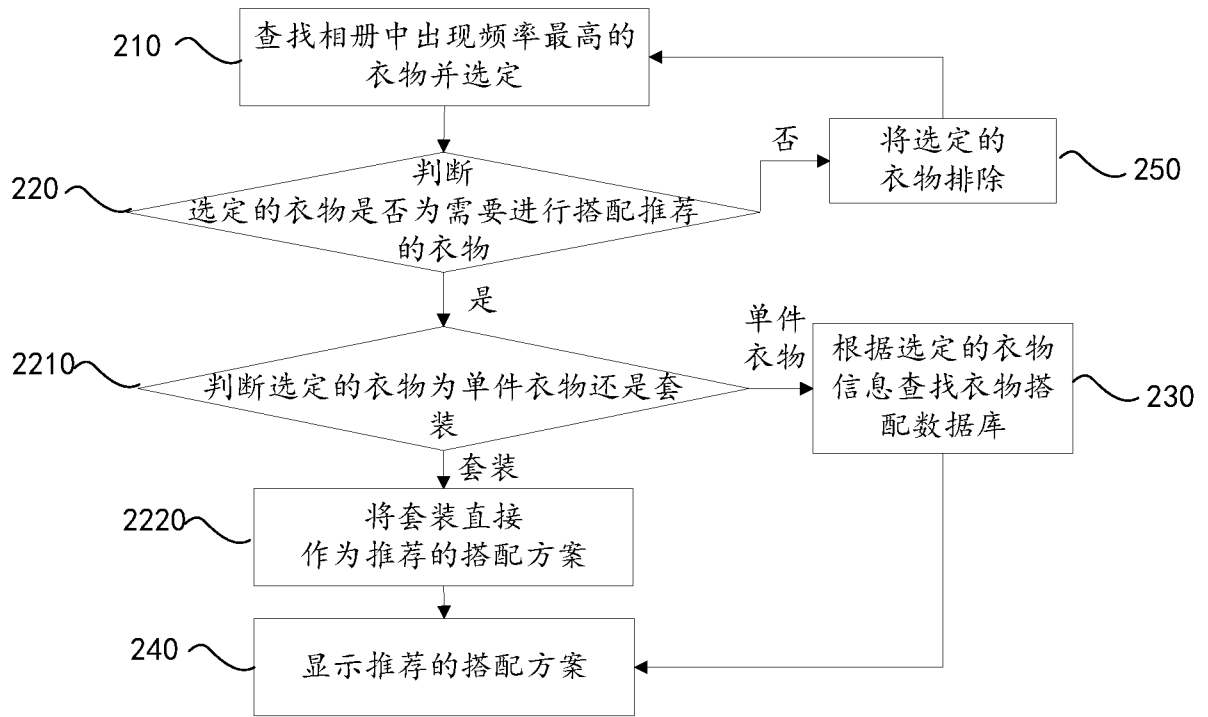 210
查找相册中出现频率最高的
衣物并选定
220
判断
选定的衣物是否为需要进行搭配推荐
的衣物
否
将选定的
衣物排除
250
是
2210
判断选定的衣物为单件衣物还是套
装
单件
衣物
根据选定的衣物
信息查找衣物搭
配数据库
230
套装
2220
将套装直接
作为推荐的搭配方案
240
显示推荐的搭配方案